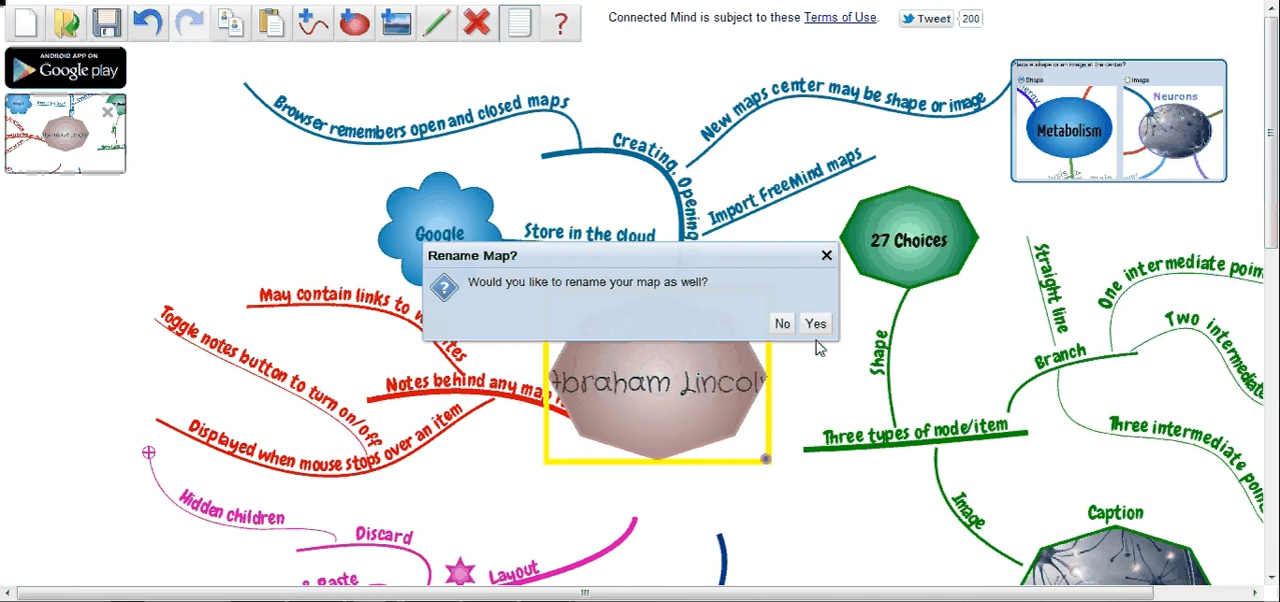 Connected Mind is subject to these Terms of Use.
Tweet
200
ANDROID APP ON
Google play
Browser remembers open and closed maps
Creating, Opening
New maps center may be shape or image
Import FreeMind maps
Shape
Image
Metabolism
Neurons
Google
Store in the cloud
27 Choices
Rename Map?
Would you like to rename your map as well?
No
Yes
May contain links to
Toggle notes button to turn on/off
Notes behind any map
Displayed when mouse stops over an item
Abraham Lincoln
Shape
Three types of node/item
Straight line
Branch
One intermediate poin
Two intermediate
Three intermediate poin
Image
Caption
Hidden children
Discard
& Paste
Layout